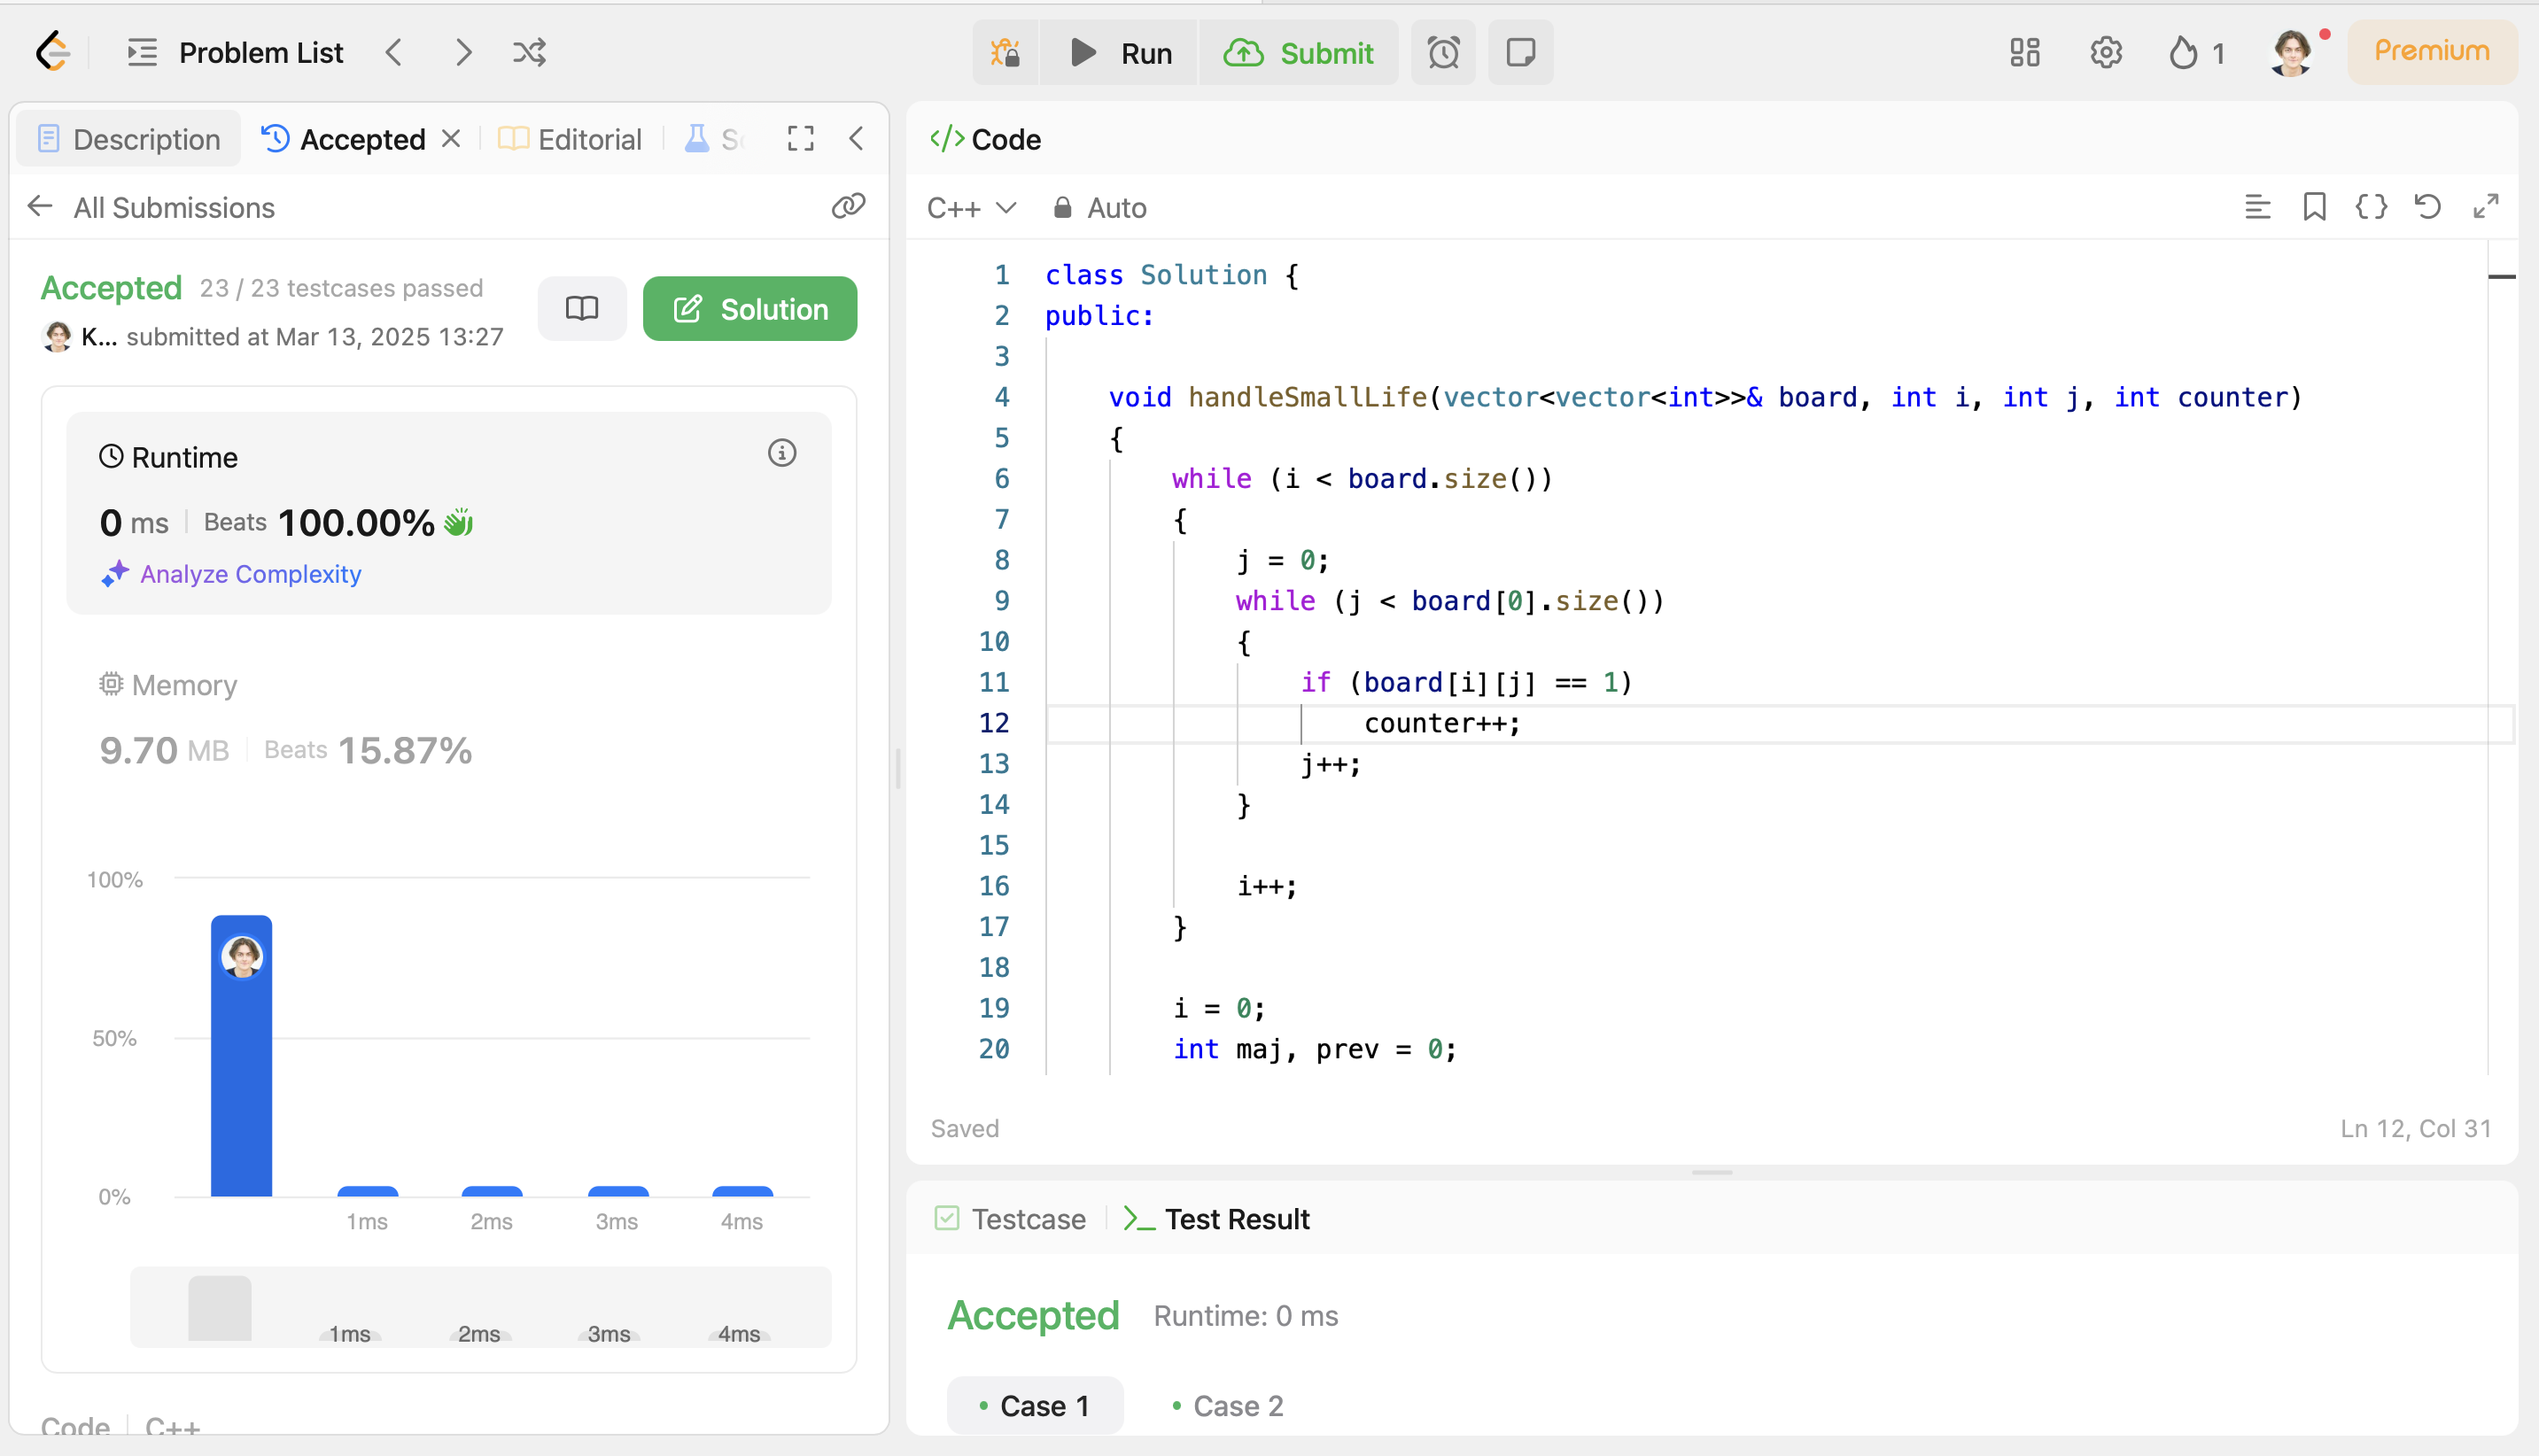 Problem List
Run
Submit
1
Premium
Description
Accepted
Editorial
All Submissions
Accepted 23 / 23 testcases passed
K... submitted at Mar 13, 2025 13:27
Solution
Runtime
0 ms Beats 100.00%
Analyze Complexity
Memory
9.70 MB Beats 15.87%
100%
50%
0%
1ms 2ms 3ms 4ms
1ms 2ms 3ms 4ms
Code C++
</> Code
C++ Auto
1 class Solution {
2 public:
3
4 void handleSmallLife(vector<vector<int>>& board, int i, int j, int counter)
5 {
6 while (i < board.size())
7 {
8 j = 0;
9 while (j < board[0].size())
10 {
11 if (board[i][j] == 1)
12 counter++;
13 j++;
14 }
15
16 i++;
17 }
18
19 i = 0;
20 int maj, prev = 0;
Saved
Ln 12, Col 31
Testcase
Test Result
Accepted Runtime: 0 ms
• Case 1 • Case 2